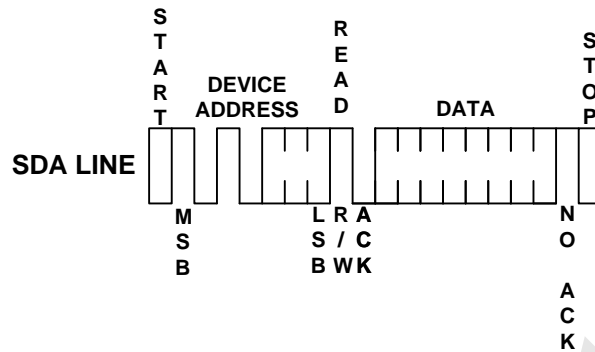 START
READ
STOP
DEVICE
ADDRESS
DATA
SDA LINE
MSB
LSB
R/W
ACK
NO ACK